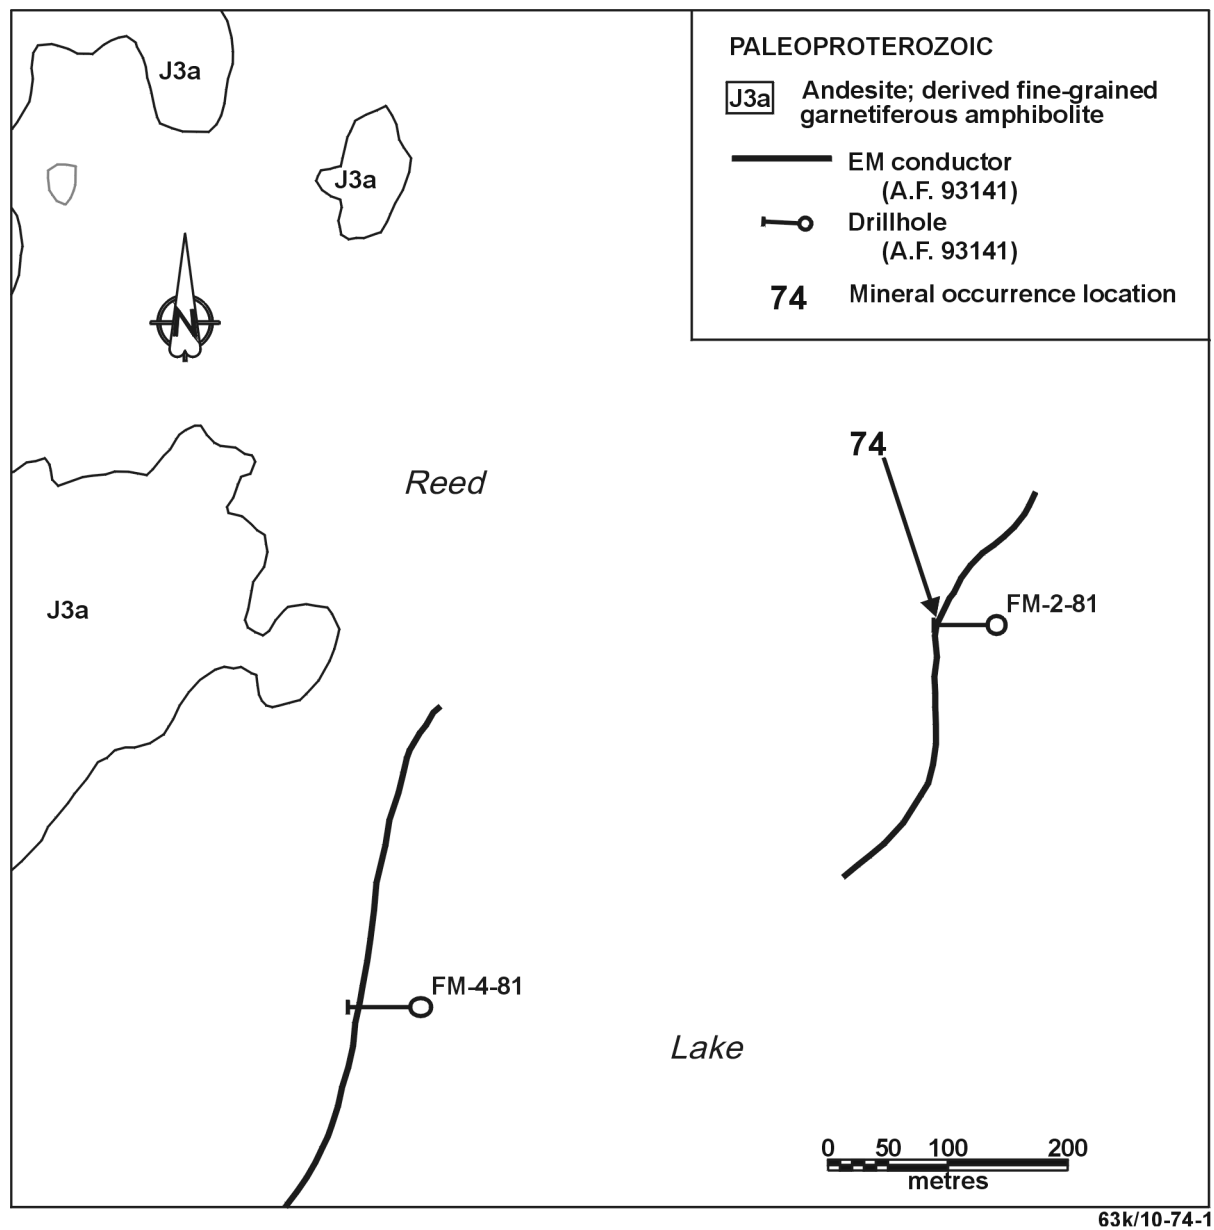 PALEOPROTEROZOIC
J3a Andesite; derived fine-grained
garnetiferous amphibolite
EM conductor
(A.F. 93141)
Drillhole
(A.F. 93141)
74 Mineral occurrence location
J3a
J3a
N
74
Reed
FM-2-81
J3a
FM-4-81
Lake
0 50 100 200
metres
63k/10-74-1